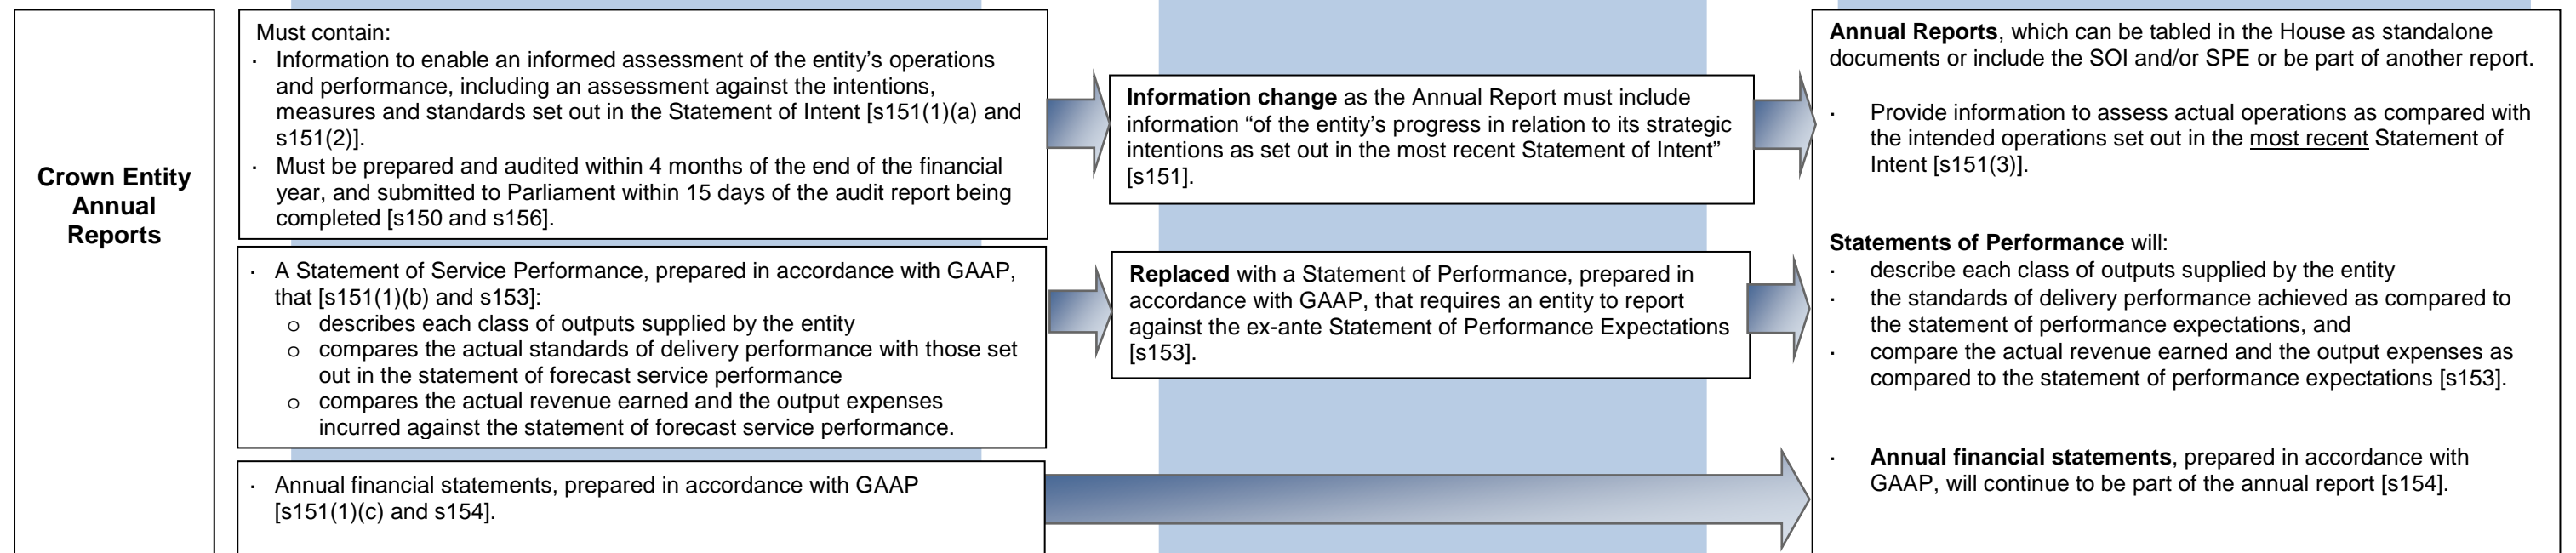 Crown Entity
Annual
Reports
Must contain:
· Information to enable an informed assessment of the entity’s operations
and performance, including an assessment against the intentions,
measures and standards set out in the Statement of Intent [s151(1)(a) and
s151(2)].
· Must be prepared and audited within 4 months of the end of the financial
year, and submitted to Parliament within 15 days of the audit report being
completed [s150 and s156].
· A Statement of Service Performance, prepared in accordance with GAAP,
that [s151(1)(b) and s153]:
o describes each class of outputs supplied by the entity
o compares the actual standards of delivery performance with those set
out in the statement of forecast service performance
o compares the actual revenue earned and the output expenses
incurred against the statement of forecast service performance.
· Annual financial statements, prepared in accordance with GAAP
[s151(1)(c) and s154].
Information change as the Annual Report must include
information “of the entity’s progress in relation to its strategic
intentions as set out in the most recent Statement of Intent”
[s151].
Replaced with a Statement of Performance, prepared in
accordance with GAAP, that requires an entity to report
against the ex-ante Statement of Performance Expectations
[s153].
Annual Reports, which can be tabled in the House as standalone
documents or include the SOI and/or SPE or be part of another report.
· Provide information to assess actual operations as compared with
the intended operations set out in the most recent Statement of
Intent [s151(3)].
Statements of Performance will:
· describe each class of outputs supplied by the entity
· the standards of delivery performance achieved as compared to
the statement of performance expectations, and
· compare the actual revenue earned and the output expenses as
compared to the statement of performance expectations [s153].
· Annual financial statements, prepared in accordance with
GAAP, will continue to be part of the annual report [s154].